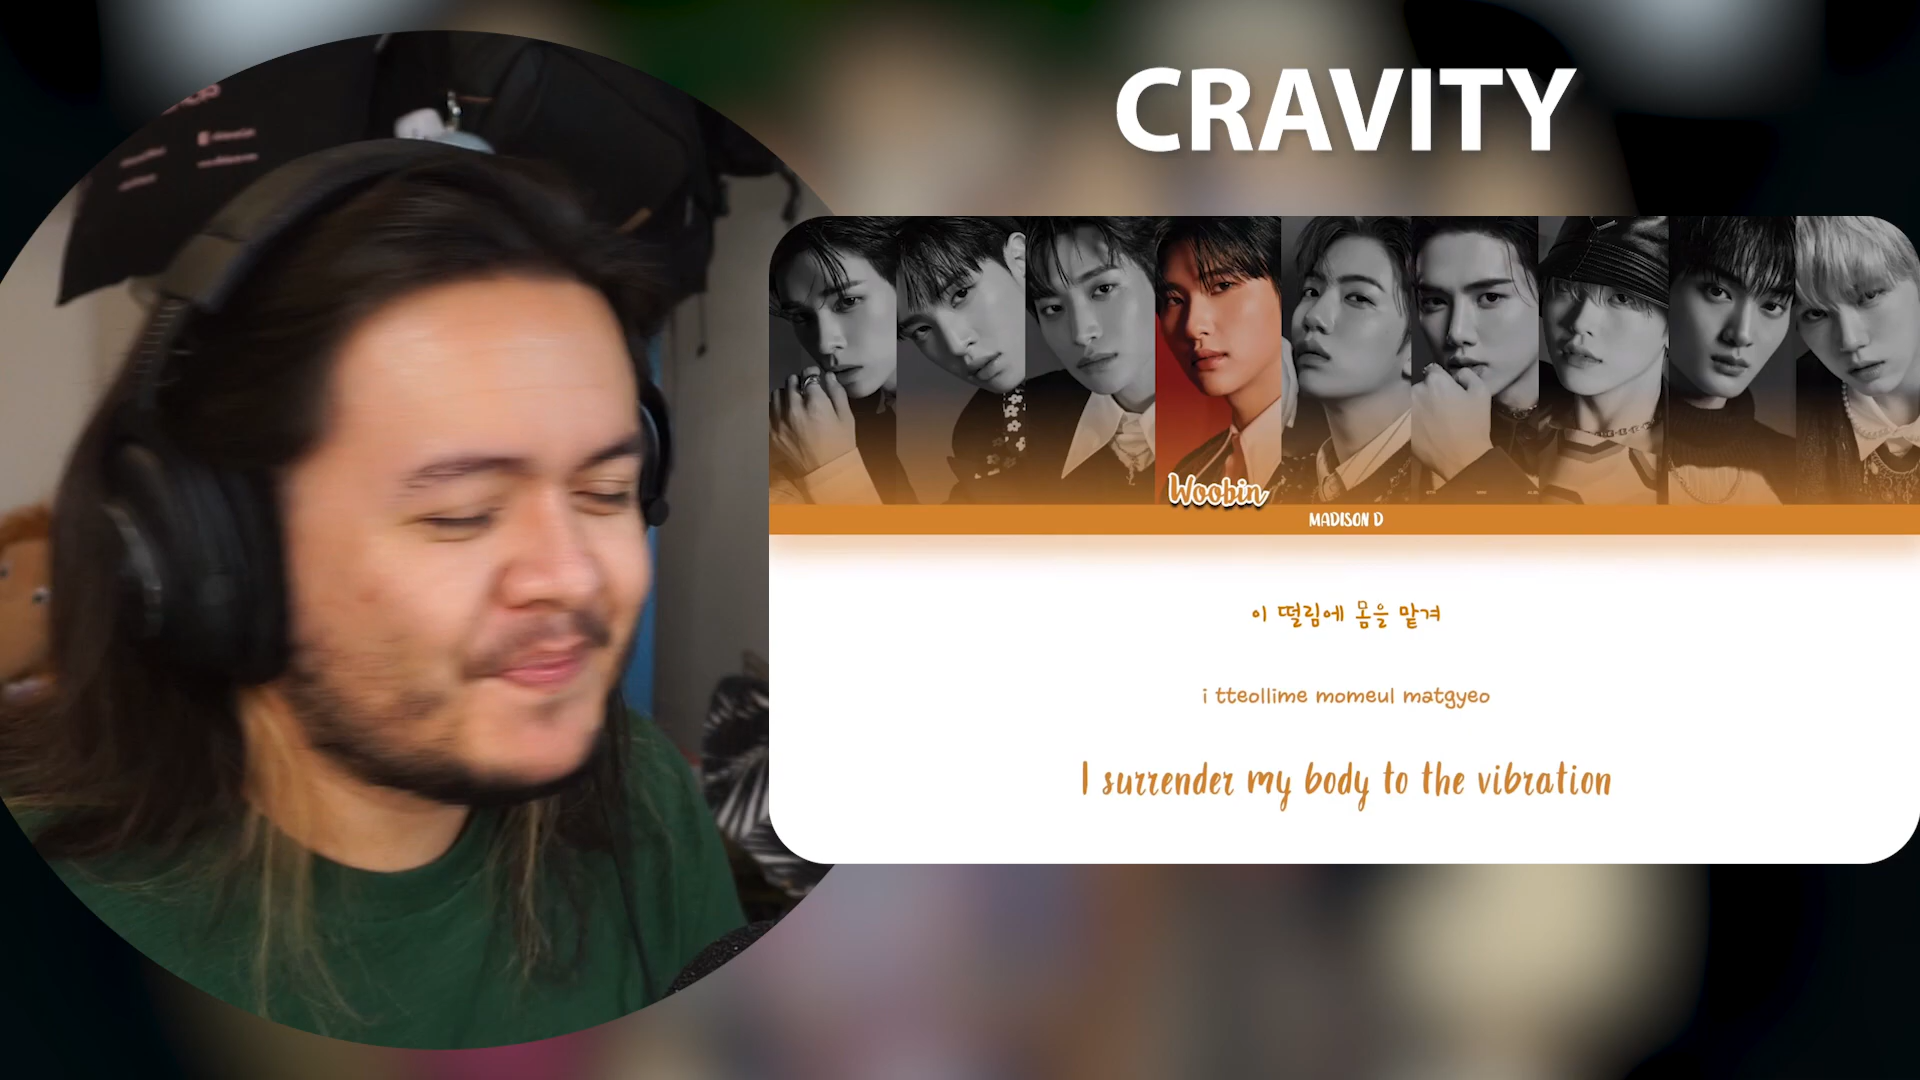 CRAVITY
Woobin
MADISON D
이 떨림에 몸을 맡겨
i tteollime momeul matgyeo
I surrender my body to the vibration